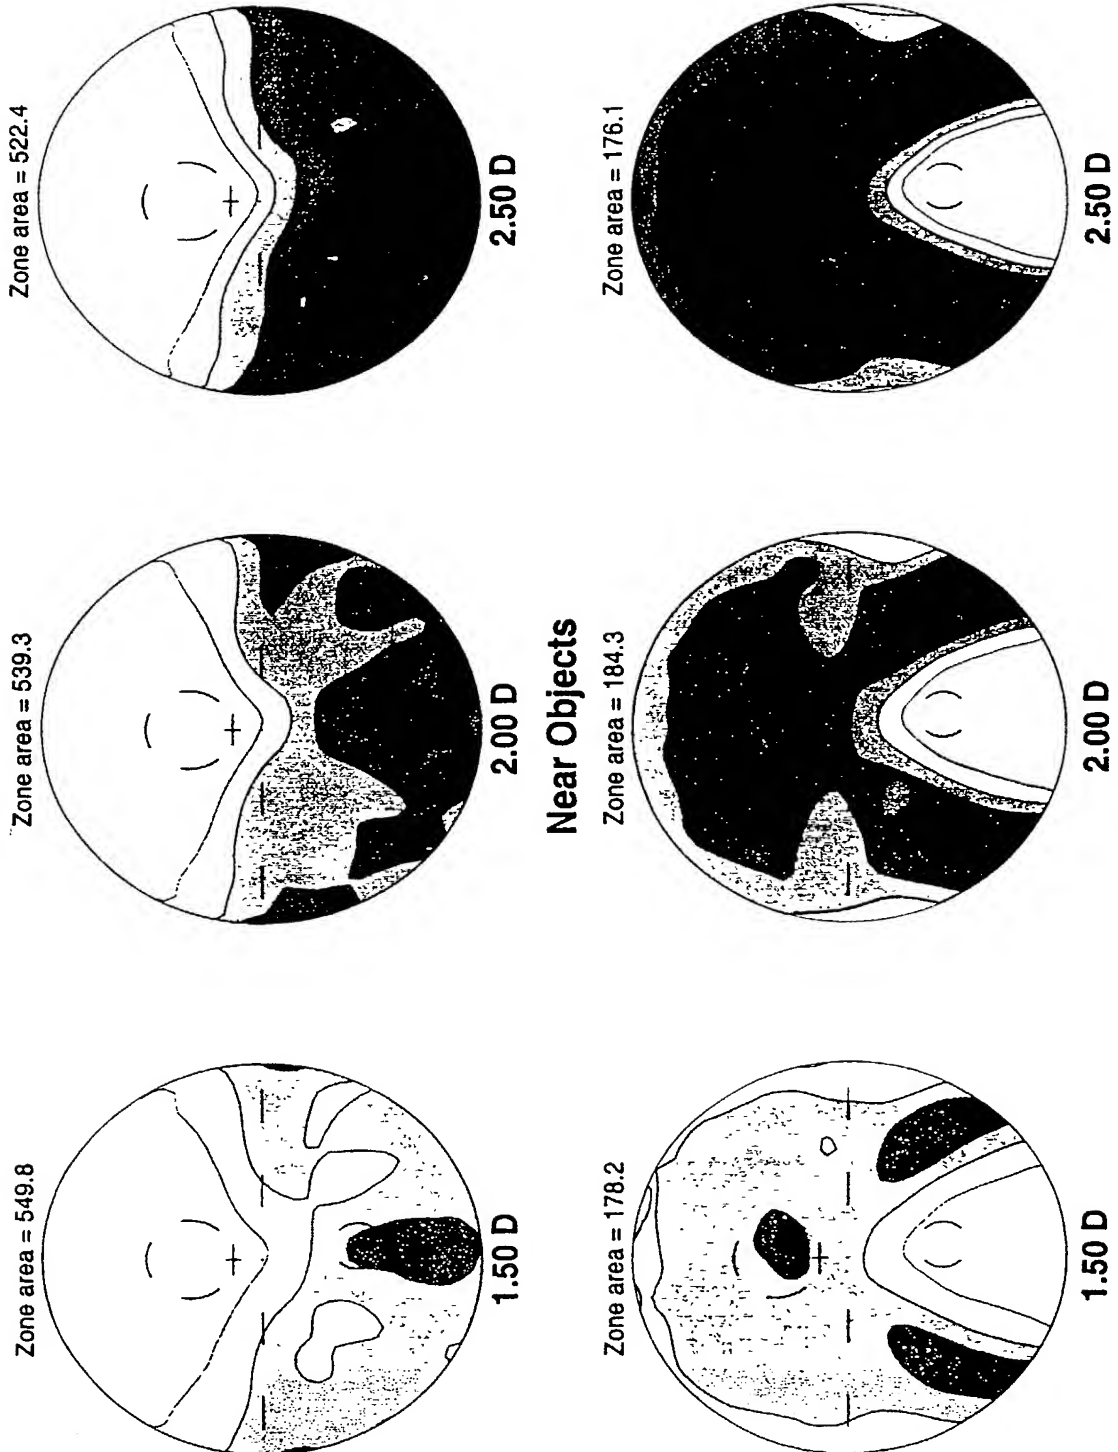 Zone area = 549.8
Zone area = 539.3
Zone area = 522.4
1.50 D
2.00 D
2.50 D
Near Objects
Zone area = 178.2
Zone area = 184.3
Zone area = 176.1
1.50 D
2.00 D
2.50 D